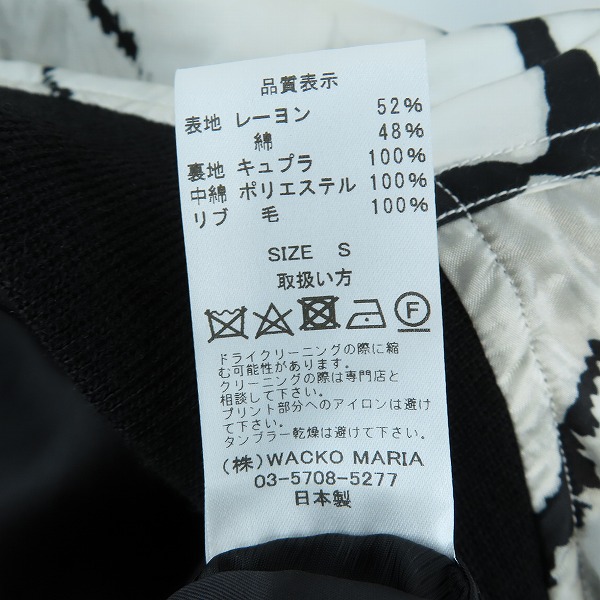 品質表示
表地 レーヨン 52%
綿 48%
裏地 キュプラ 100%
中綿 ポリエステル 100%
リブ 毛 100%
SIZE S
取扱い方
F
ドライクリーニングの際に縮
む可能性があります。
クリーニングの際は専門店と
相談して下さい。
プリント部分へのアイロンは避け
て下さい。
タンブラー乾燥は避けて下さい。
(株)WACKO MARIA
03-5708-5277
日本製